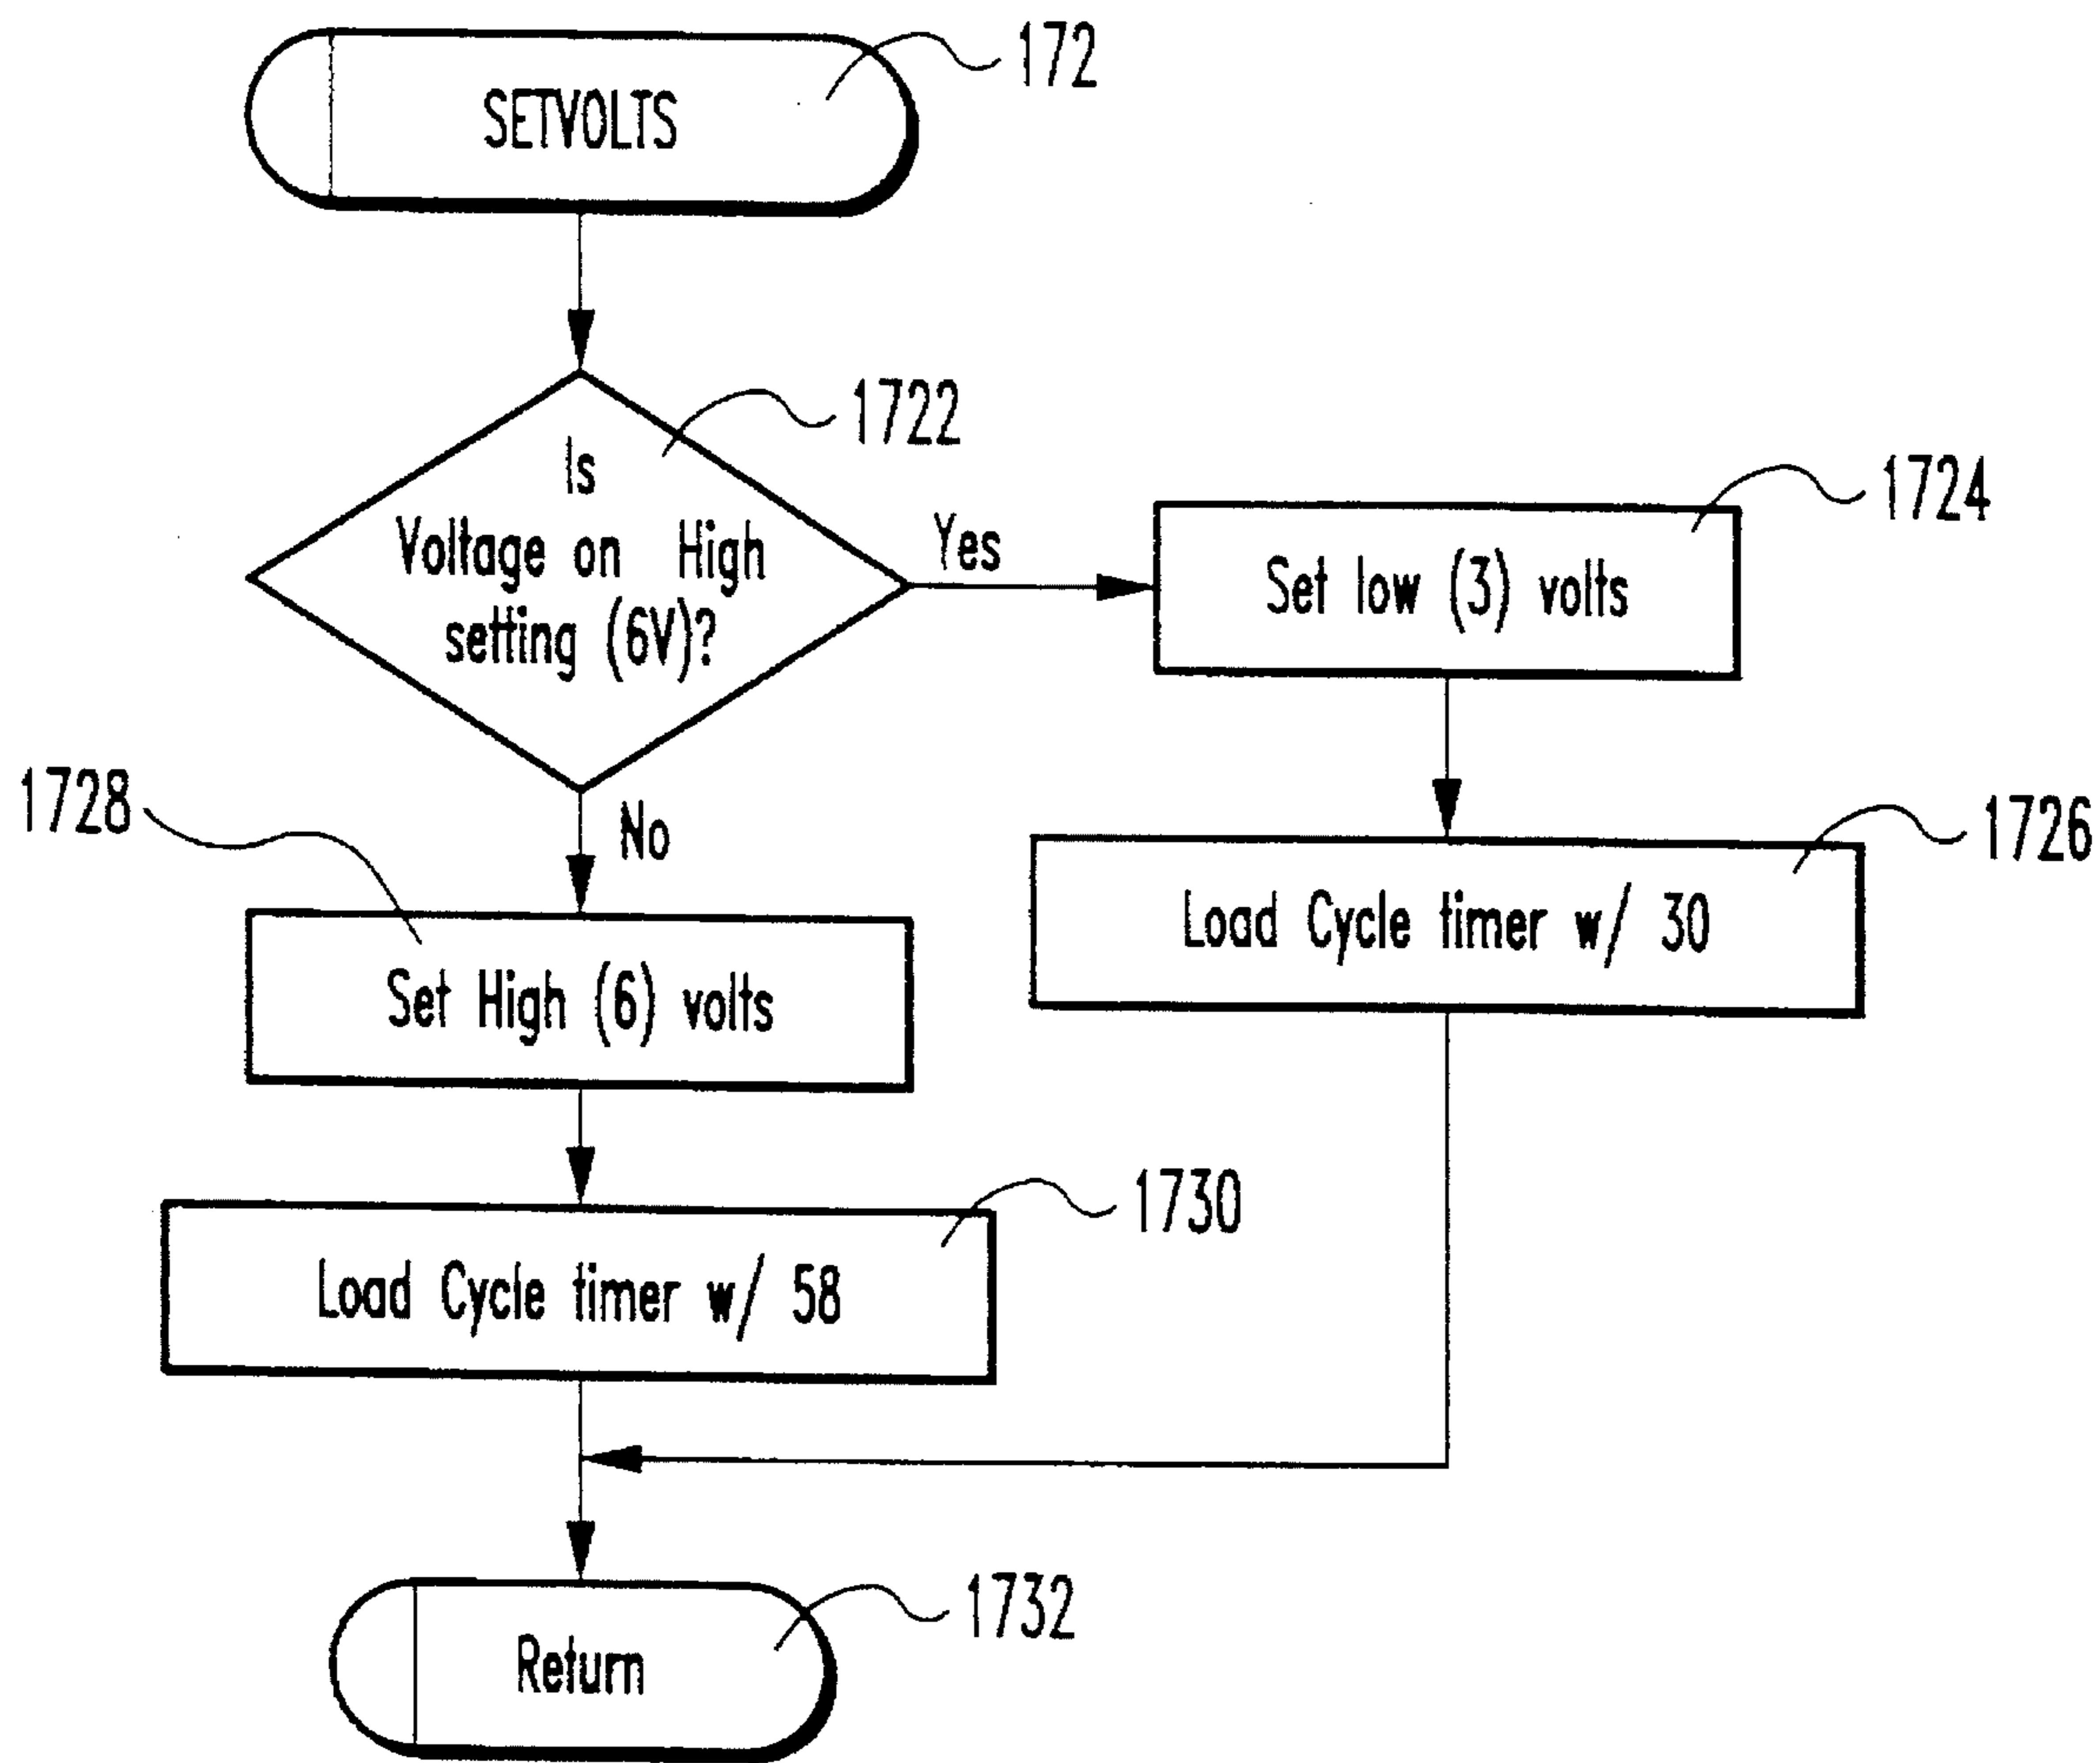 SETVOLTS
172
Is
Voltage on High
setting (6V)?
1722
Yes
Set low (3) volts
1724
No
1728
Set High (6) volts
Load Cycle timer w/ 30
1726
Load Cycle timer w/ 58
1730
Return
1732